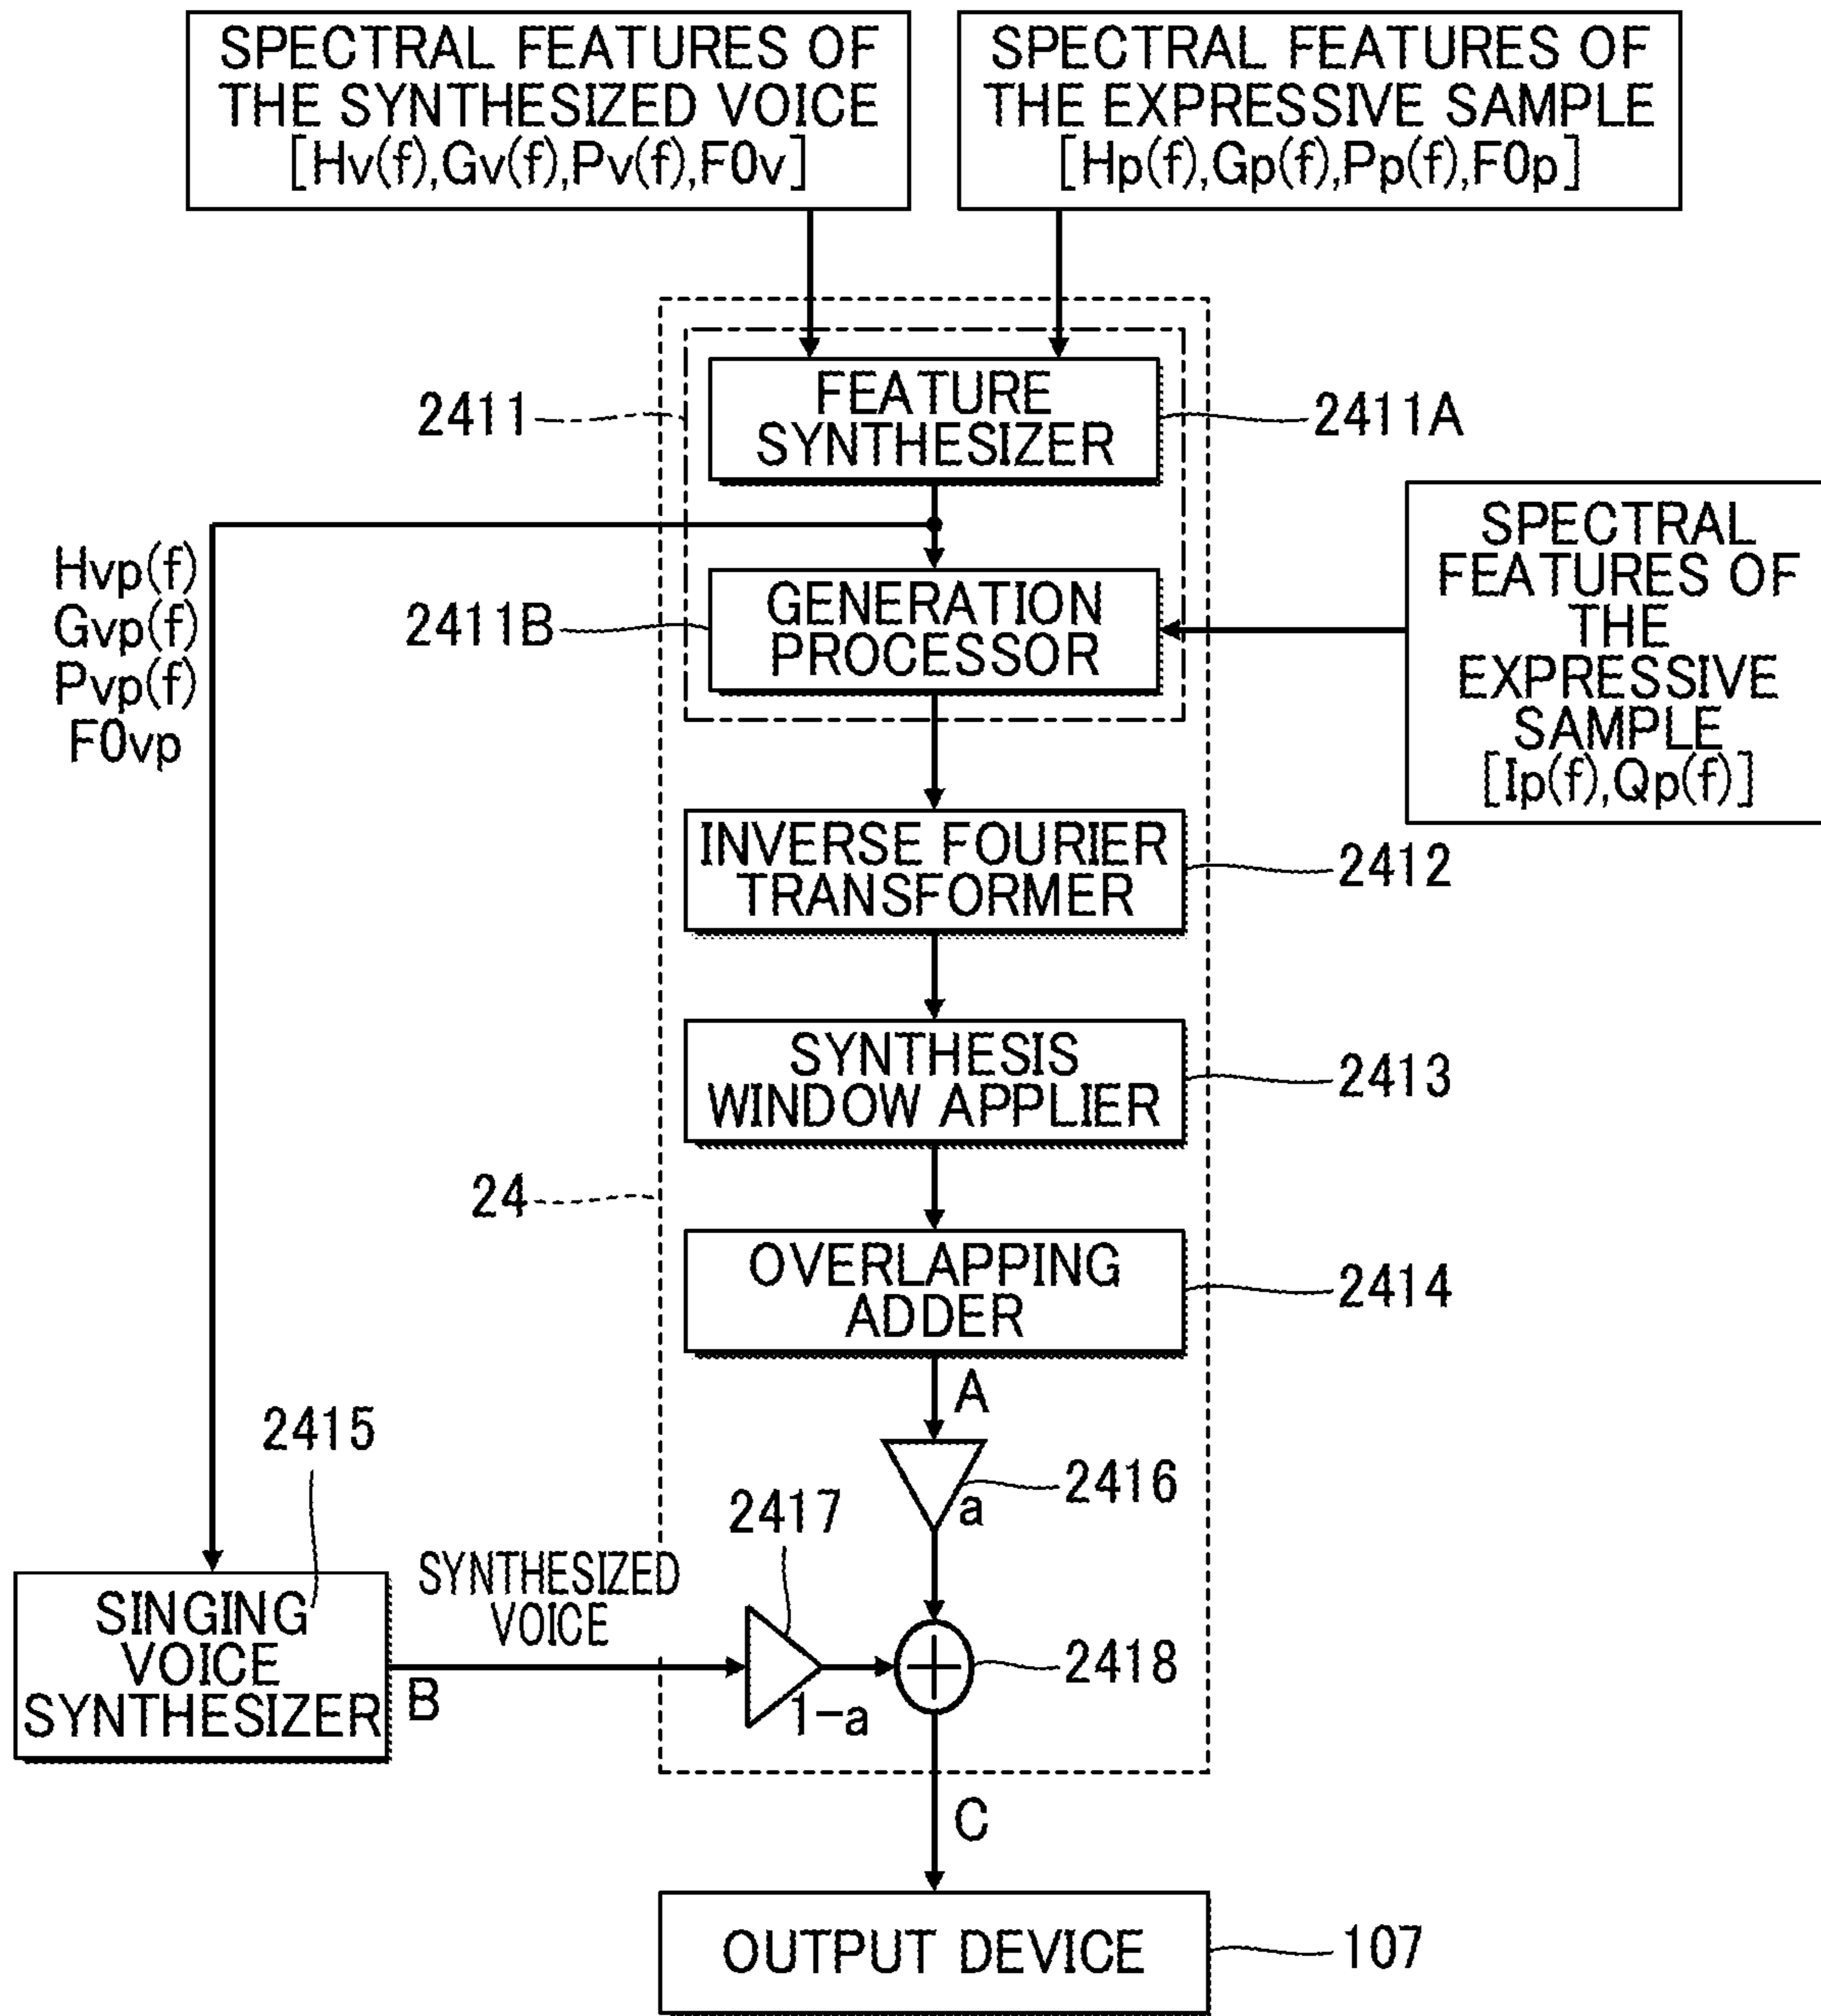 SPECTRAL FEATURES OF
THE SYNTHESIZED VOICE
[Hv(f),Gv(f),Pv(f),F0v]
SPECTRAL FEATURES OF
THE EXPRESSIVE SAMPLE
[Hp(f),Gp(f),Pp(f),F0p]
2411
FEATURE
SYNTHESIZER
2411A
Hvp(f)
Gvp(f)
Pvp(f)
F0vp
2411B
GENERATION
PROCESSOR
SPECTRAL
FEATURES OF
THE
EXPRESSIVE
SAMPLE
[Ip(f),Qp(f)]
INVERSE FOURIER
TRANSFORMER
2412
SYNTHESIS
WINDOW APPLIER
2413
24
OVERLAPPING
ADDER
2414
A
2415
2416
a
2417
SINGING
VOICE
SYNTHESIZER
SYNTHESIZED
VOICE
B
1-a
2418
C
OUTPUT DEVICE
107